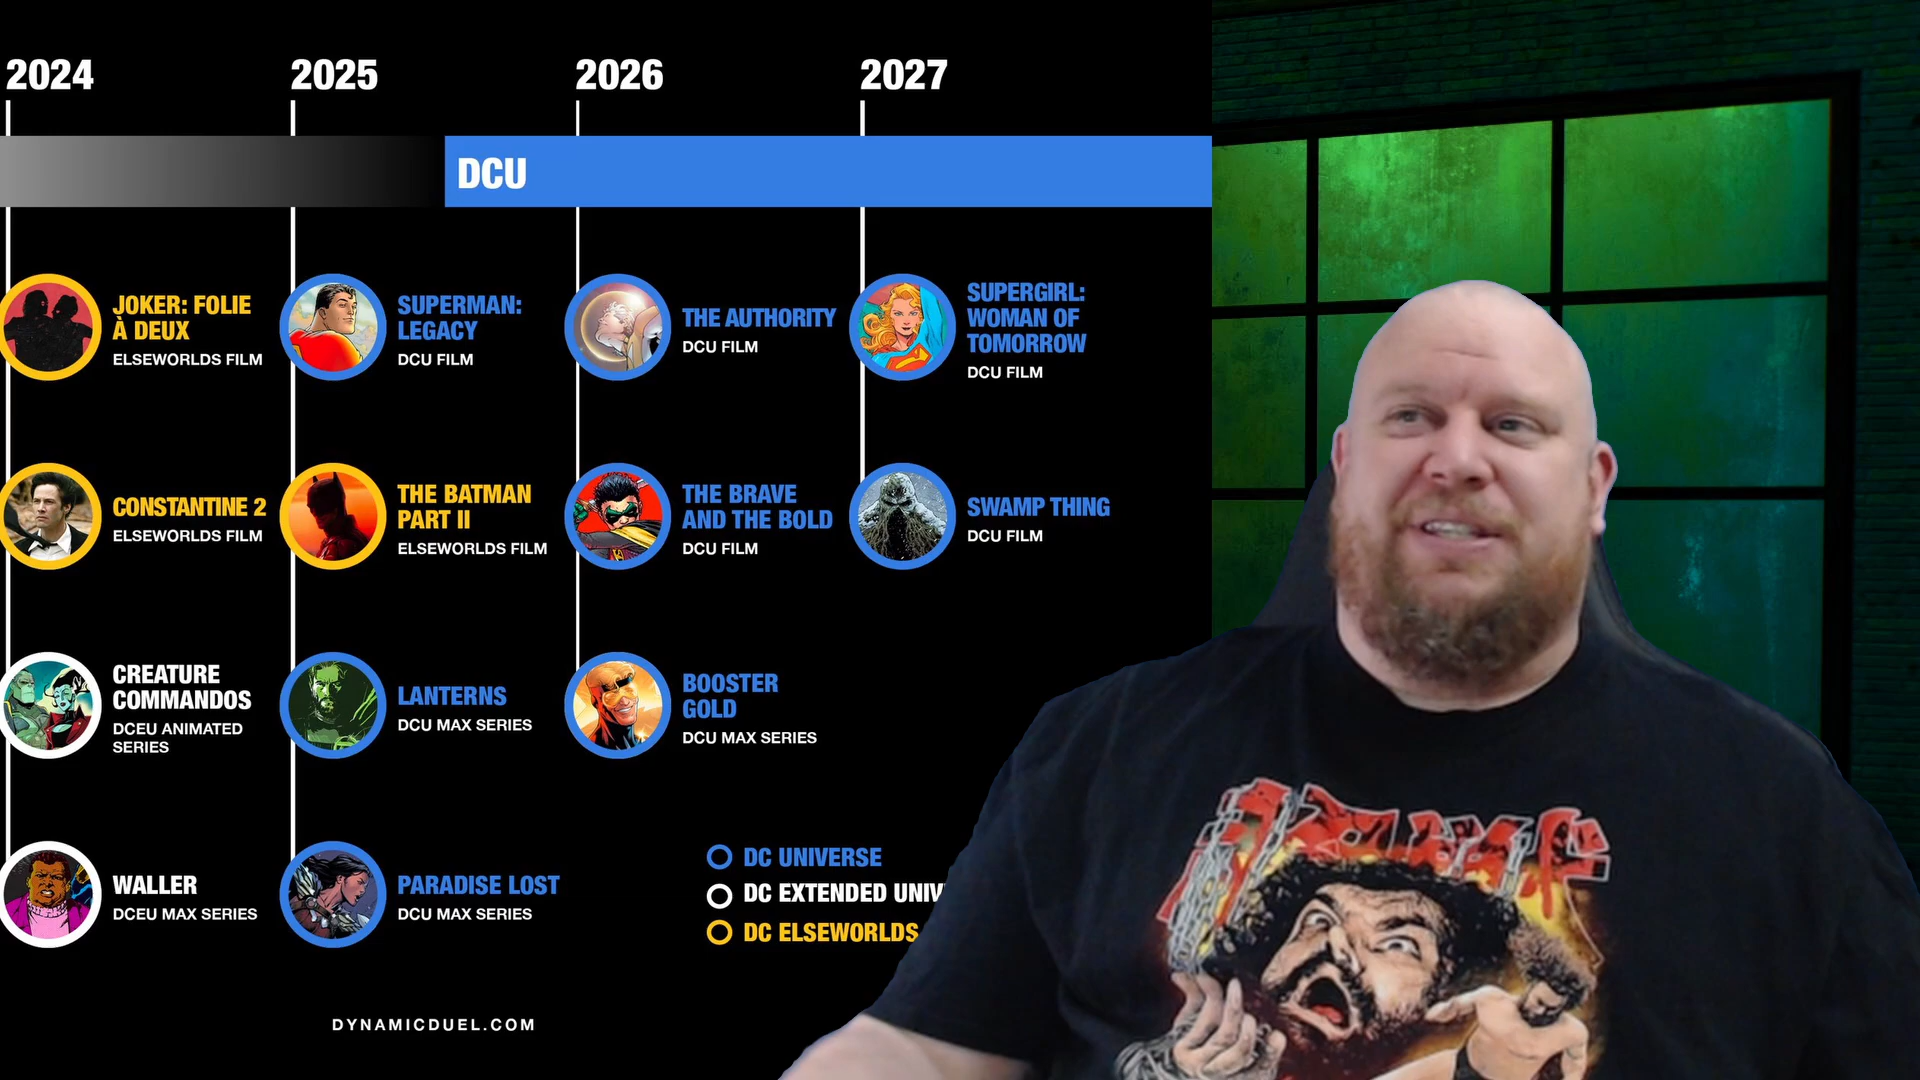 2024
2025
2026
2027
DCU
JOKER: FOLIE
À DEUX
ELSEWORLDS FILM
SUPERMAN:
LEGACY
DCU FILM
THE AUTHORITY
DCU FILM
SUPERGIRL:
WOMAN OF
TOMORROW
DCU FILM
CONSTANTINE 2
ELSEWORLDS FILM
THE BATMAN
PART II
ELSEWORLDS FILM
THE BRAVE
AND THE BOLD
DCU FILM
SWAMP THING
DCU FILM
CREATURE
COMMANDOS
DCEU ANIMATED
SERIES
LANTERNS
DCU MAX SERIES
BOOSTER
GOLD
DCU MAX SERIES
WALLER
DCEU MAX SERIES
PARADISE LOST
DCU MAX SERIES
DC UNIVERSE
DC EXTENDED UNIV
DC ELSEWORLDS
DYNAMICDUEL.COM